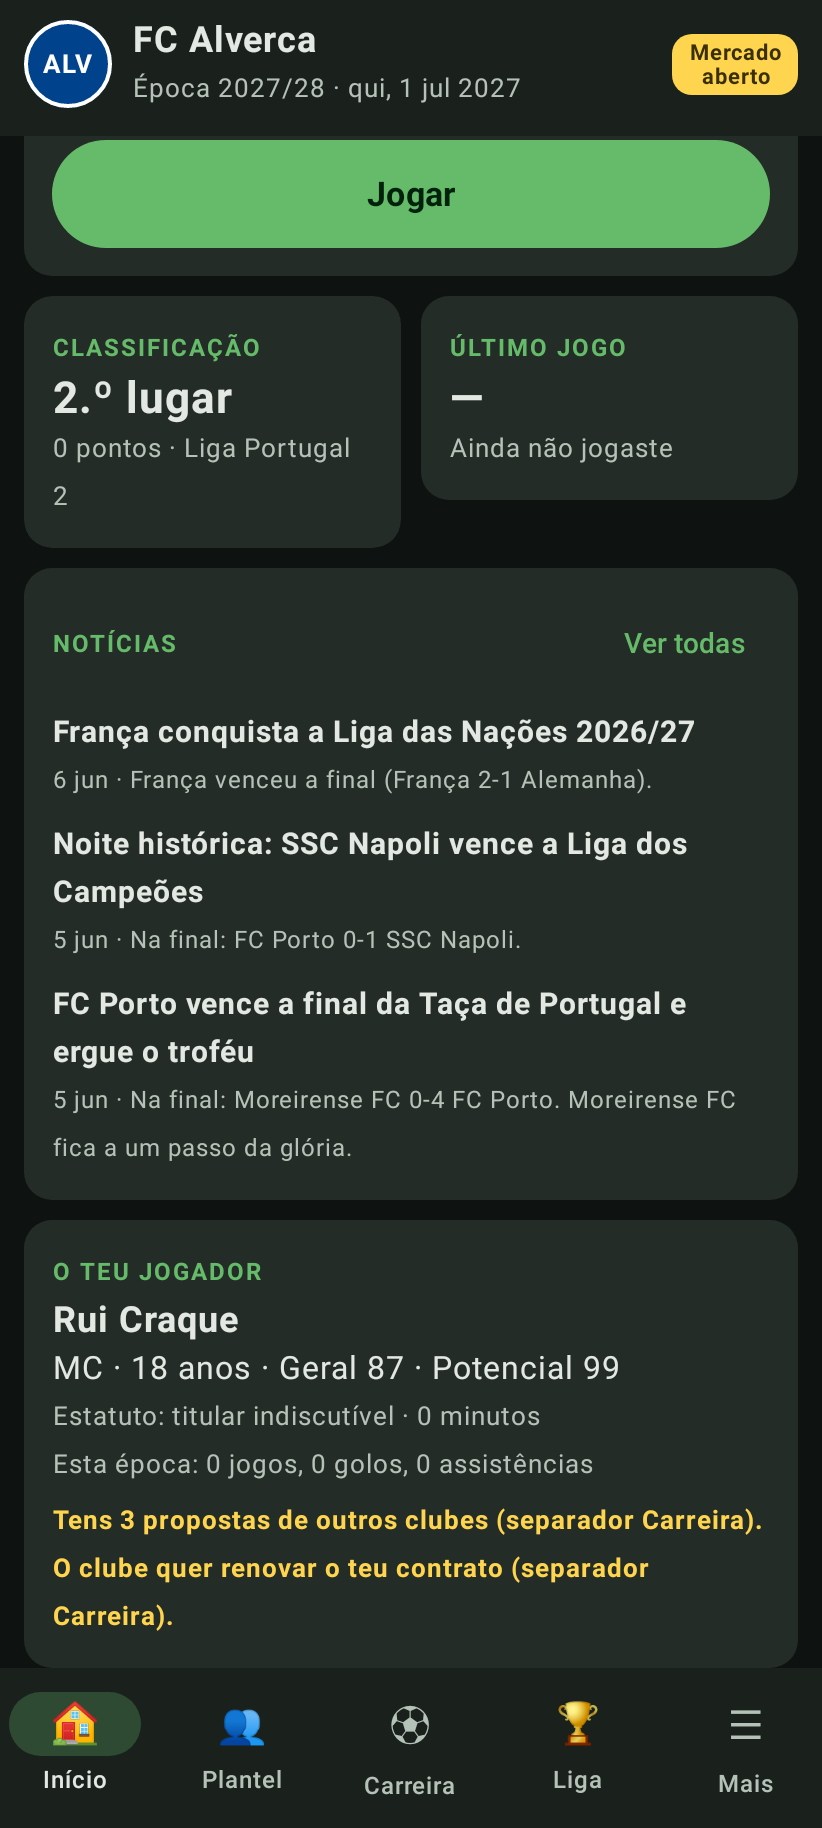 ALV
FC Alverca
Época 2027/28 · qui, 1 jul 2027
Mercado
aberto
Jogar
CLASSIFICAÇÃO
2.º lugar
0 pontos · Liga Portugal
2
ÚLTIMO JOGO
—
Ainda não jogaste
NOTÍCIAS
Ver todas
França conquista a Liga das Nações 2026/27
6 jun · França venceu a final (França 2-1 Alemanha).
Noite histórica: SSC Napoli vence a Liga dos
Campeões
5 jun · Na final: FC Porto 0-1 SSC Napoli.
FC Porto vence a final da Taça de Portugal e
ergue o troféu
5 jun · Na final: Moreirense FC 0-4 FC Porto. Moreirense FC
fica a um passo da glória.
O TEU JOGADOR
Rui Craque
MC · 18 anos · Geral 87 · Potencial 99
Estatuto: titular indiscutível · 0 minutos
Esta época: 0 jogos, 0 golos, 0 assistências
Tens 3 propostas de outros clubes (separador Carreira).
O clube quer renovar o teu contrato (separador
Carreira).
Início
Plantel
Carreira
Liga
Mais